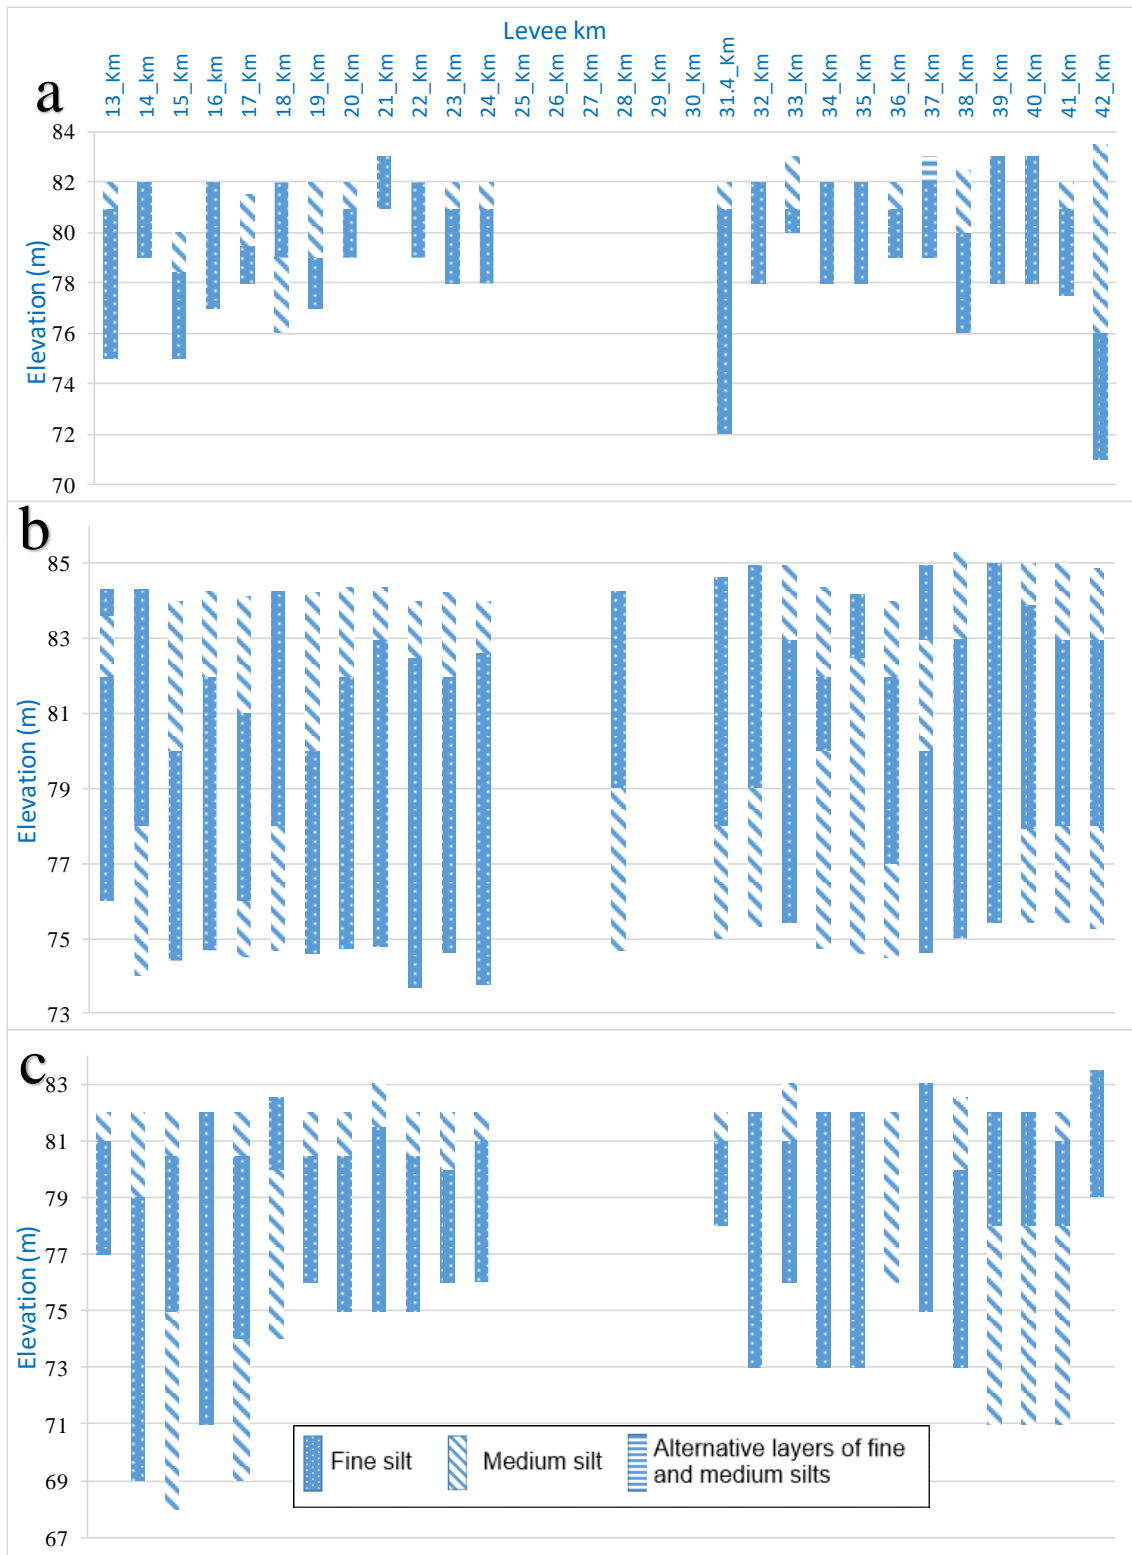 Levee km
13_Km 14_km 15_Km 16_km 17_Km 18_Km 19_Km 20_Km 21_Km 22_Km 23_Km 24_Km 25_Km 26_Km 27_Km 28_Km 29_Km 30_Km 31.4_Km 32_Km 33_Km 34_Km 35_Km 36_Km 37_Km 38_Km 39_Km 40_Km 41_Km 42_Km
a
Elevation (m)
84
82
80
78
76
74
72
70
b
Elevation (m)
85
83
81
79
77
75
73
c
Elevation (m)
83
81
79
77
75
73
71
69
67
Fine silt
Medium silt
Alternative layers of fine
and medium silts